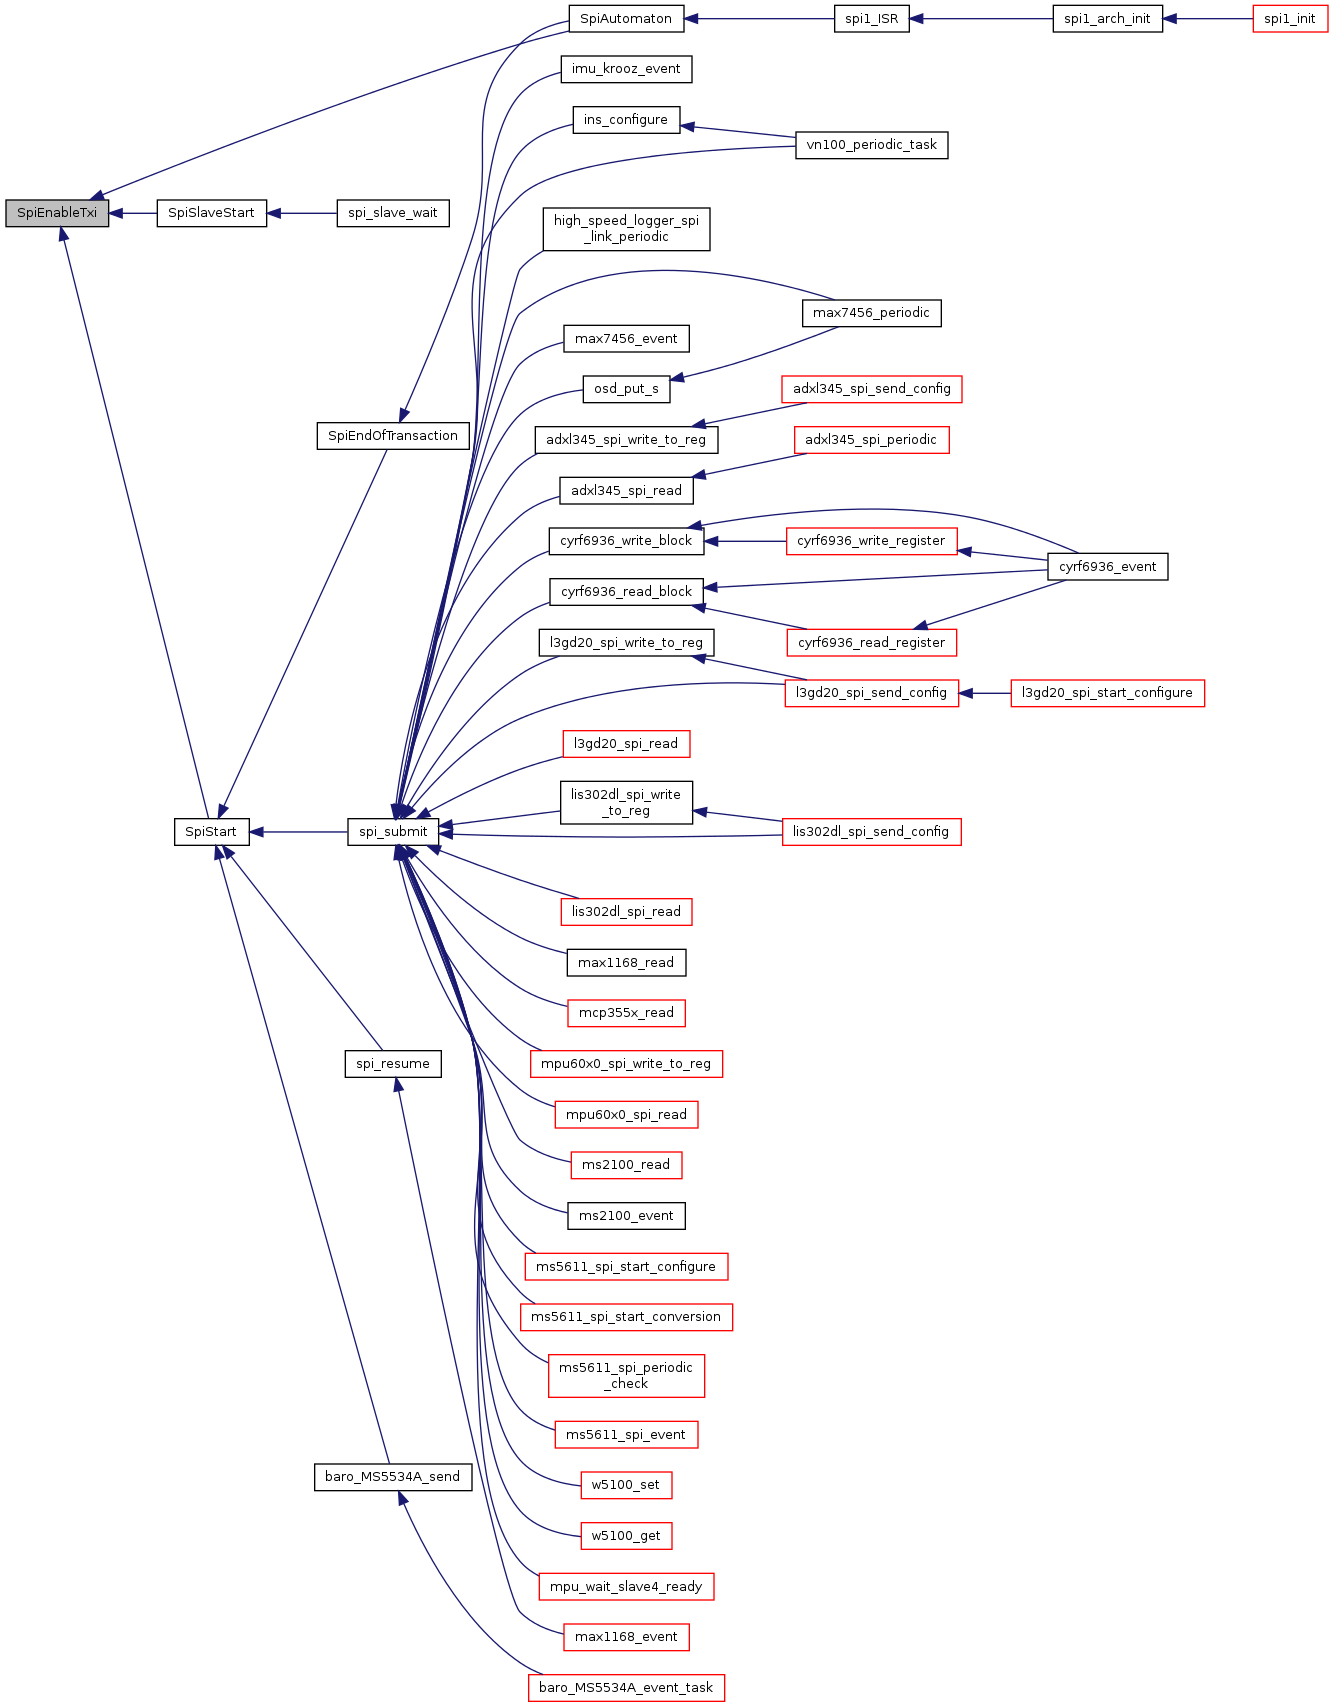 SpiAutomaton
spi1_ISR
spi1_arch_init
spi1_init
imu_krooz_event
ins_configure
vn100_periodic_task
SpiEnableTxi
SpiSlaveStart
spi_slave_wait
high_speed_logger_spi
_link_periodic
max7456_periodic
max7456_event
osd_put_s
adxl345_spi_send_config
SpiEndOfTransaction
adxl345_spi_write_to_reg
adxl345_spi_periodic
adxl345_spi_read
cyrf6936_write_block
cyrf6936_write_register
cyrf6936_event
cyrf6936_read_block
l3gd20_spi_write_to_reg
cyrf6936_read_register
l3gd20_spi_send_config
l3gd20_spi_start_configure
l3gd20_spi_read
lis302dl_spi_write
_to_reg
SpiStart
spi_submit
lis302dl_spi_send_config
lis302dl_spi_read
max1168_read
mcp355x_read
spi_resume
mpu60x0_spi_write_to_reg
mpu60x0_spi_read
ms2100_read
ms2100_event
ms5611_spi_start_configure
ms5611_spi_start_conversion
ms5611_spi_periodic
_check
ms5611_spi_event
baro_MS5534A_send
w5100_set
w5100_get
mpu_wait_slave4_ready
max1168_event
baro_MS5534A_event_task